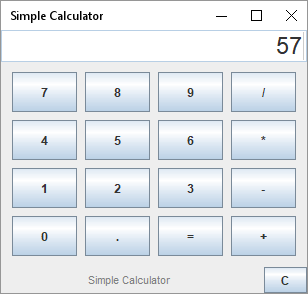 Simple Calculator
57
7 8 9 /
4 5 6 *
1 2 3 -
0 . = +
Simple Calculator C